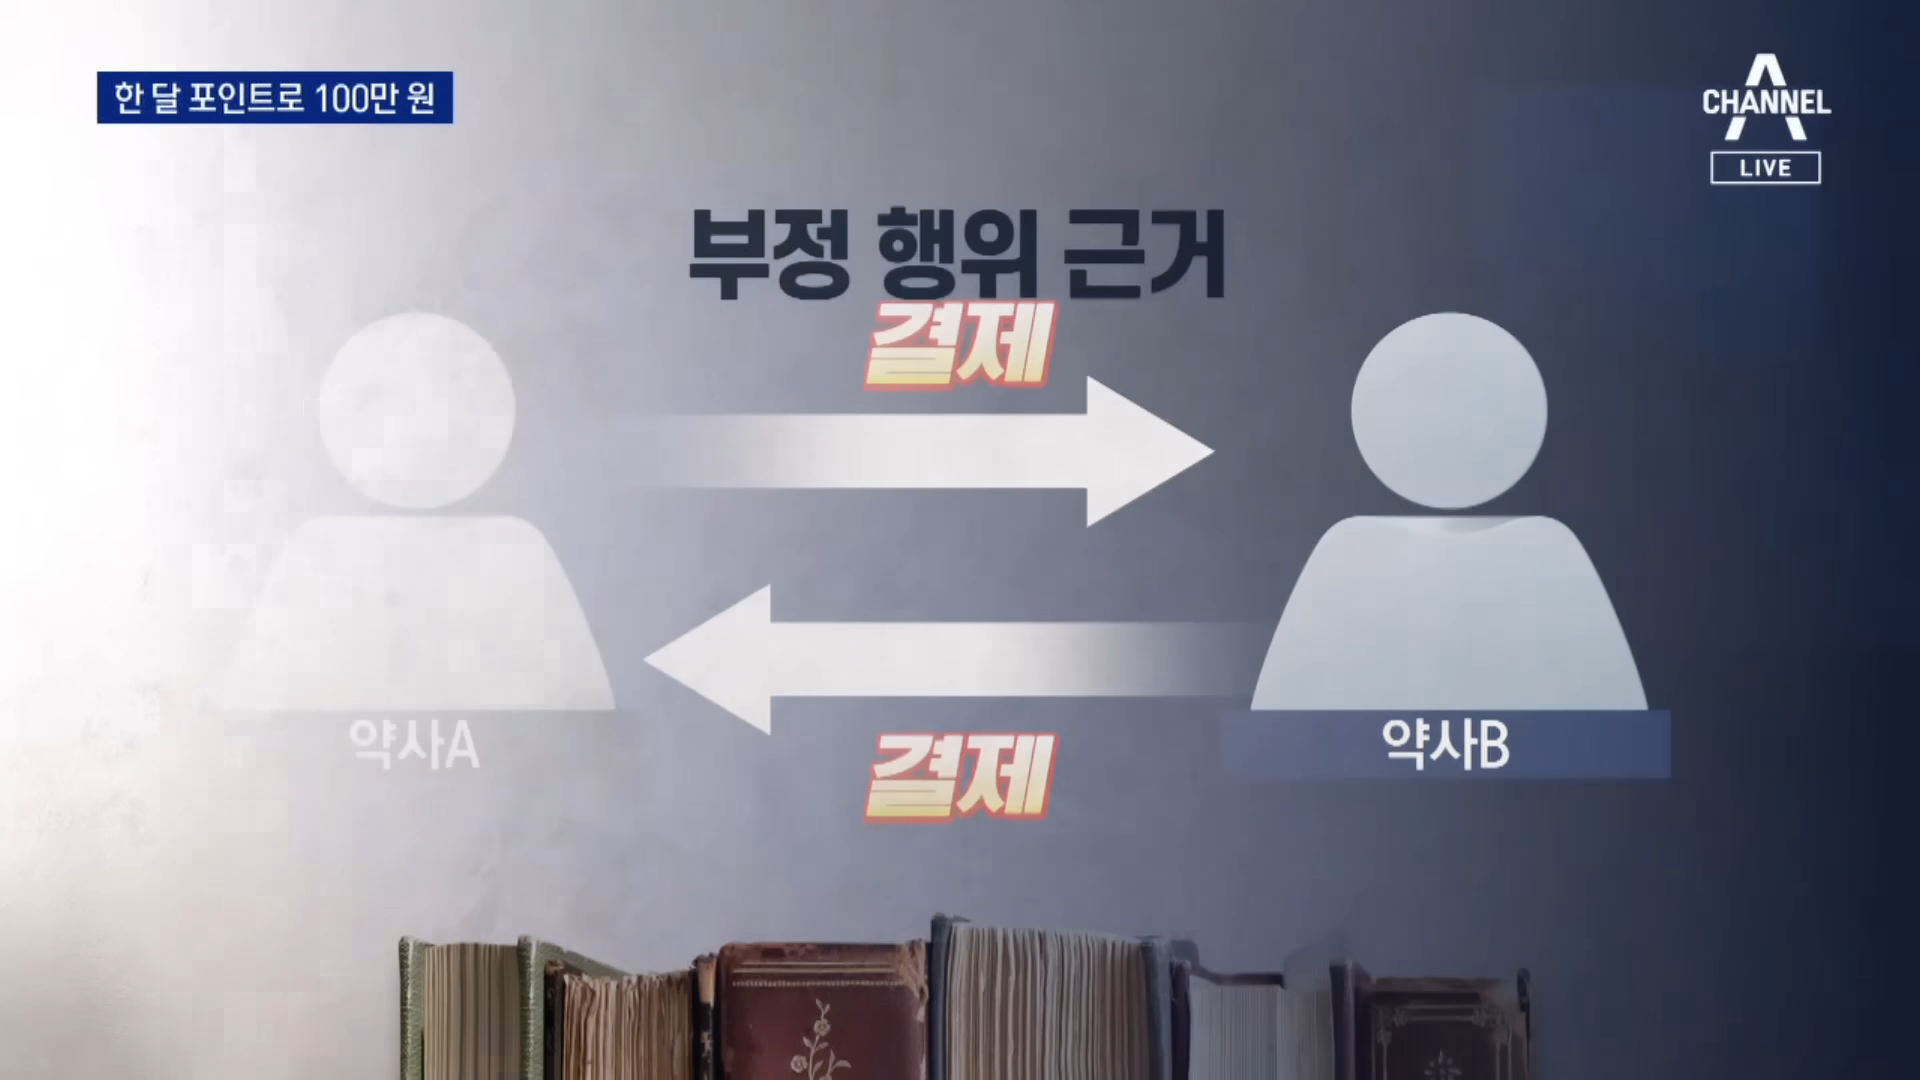 한 달 포인트로 100만 원
CHANNEL A
LIVE
부정 행위 근거
결제
결제
약사A
약사B